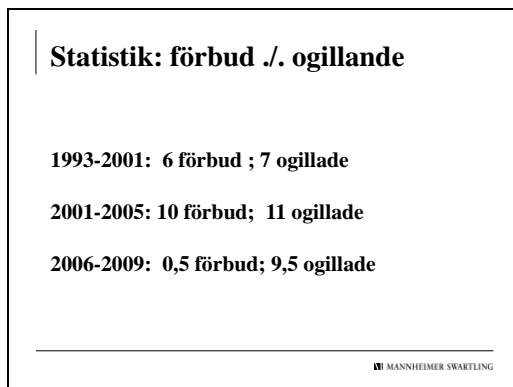 Statistik: förbud ./. ogillande
1993-2001: 6 förbud ; 7 ogillade
2001-2005: 10 förbud; 11 ogillade
2006-2009: 0,5 förbud; 9,5 ogillade
MANNHEIMER SWARTLING